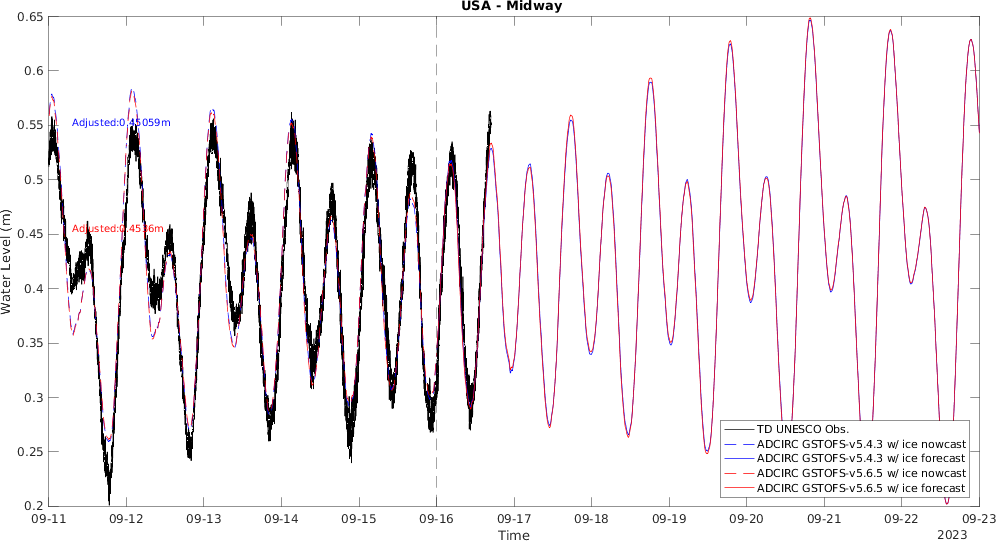 USA - Midway
Water Level (m)
0.65
0.6
0.55
0.5
0.45
0.4
0.35
0.3
0.25
0.2
Adjusted:0.45059m
Adjusted:0.4536m
TD UNESCO Obs.
ADCIRC GSTOFS-v5.4.3 w/ ice nowcast
ADCIRC GSTOFS-v5.4.3 w/ ice forecast
ADCIRC GSTOFS-v5.6.5 w/ ice nowcast
ADCIRC GSTOFS-v5.6.5 w/ ice forecast
09-11 09-12 09-13 09-14 09-15 09-16 09-17 09-18 09-19 09-20 09-21 09-22 09-23
Time
2023